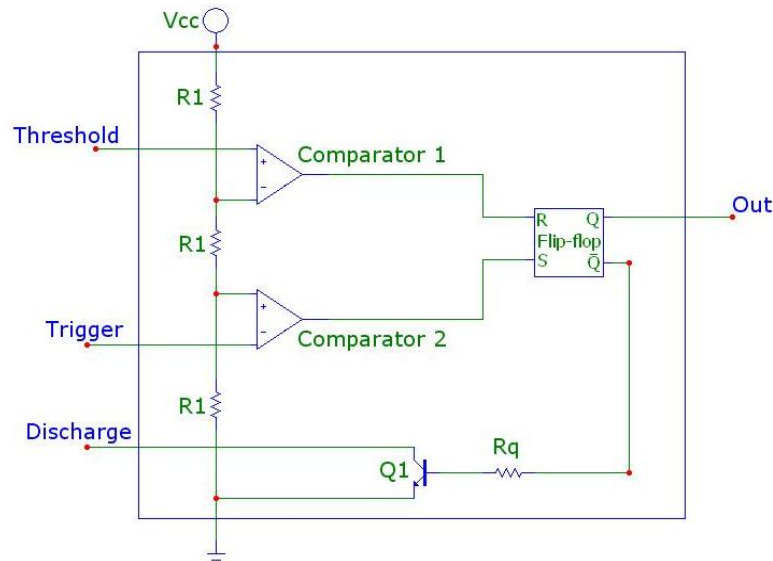 Vcc
R1
Threshold
+
-
Comparator 1
R1
R Q
Flip-flop
S Q̄
Out
+
-
Trigger
Comparator 2
R1
Discharge
Q1
Rq